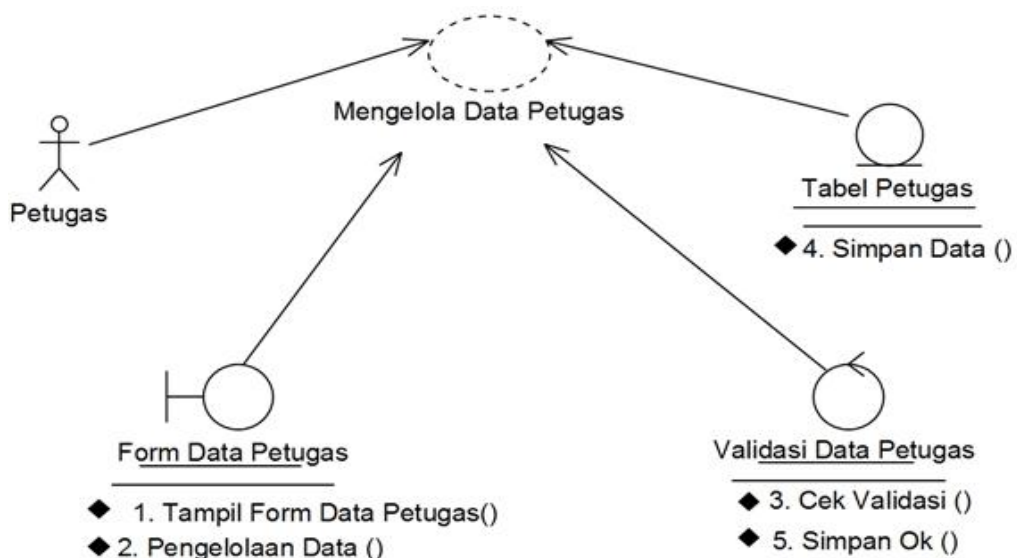 Mengelola Data Petugas
Petugas
Tabel Petugas
4. Simpan Data ()
Form Data Petugas
1. Tampil Form Data Petugas()
2. Pengelolaan Data ()
Validasi Data Petugas
3. Cek Validasi ()
5. Simpan Ok ()